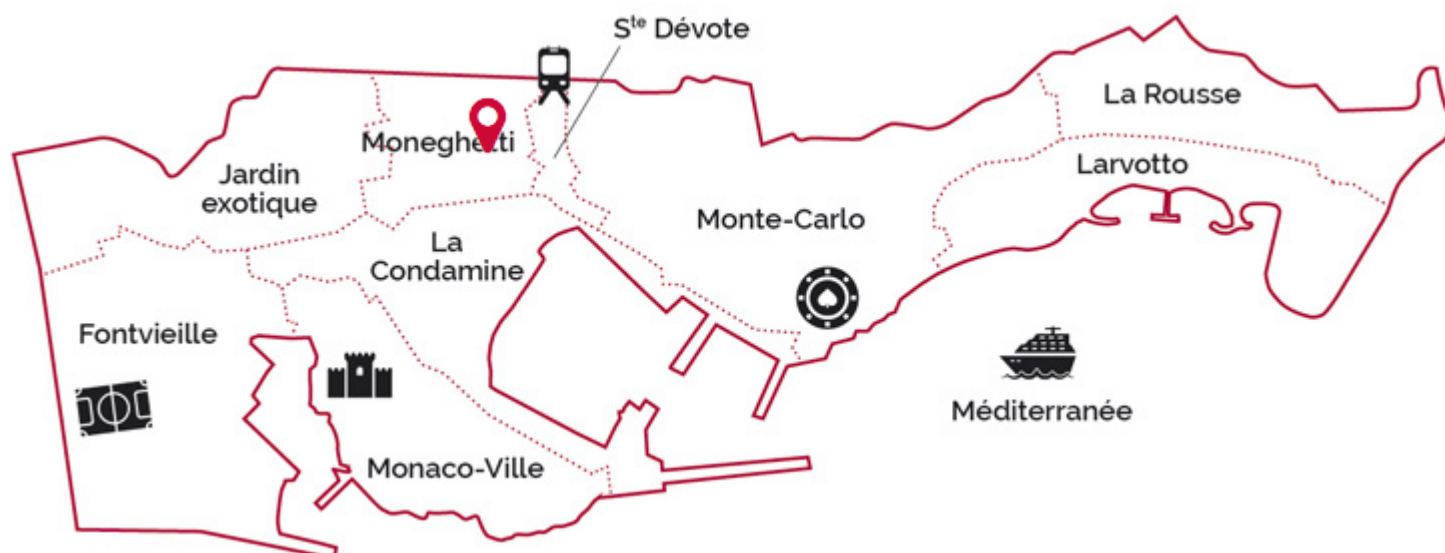 Sᵗᵉ Dévote
La Rousse
Moneghetti
Larvotto
Jardin
exotique
Monte-Carlo
La
Condamine
Fontvieille
Méditerranée
Monaco-Ville